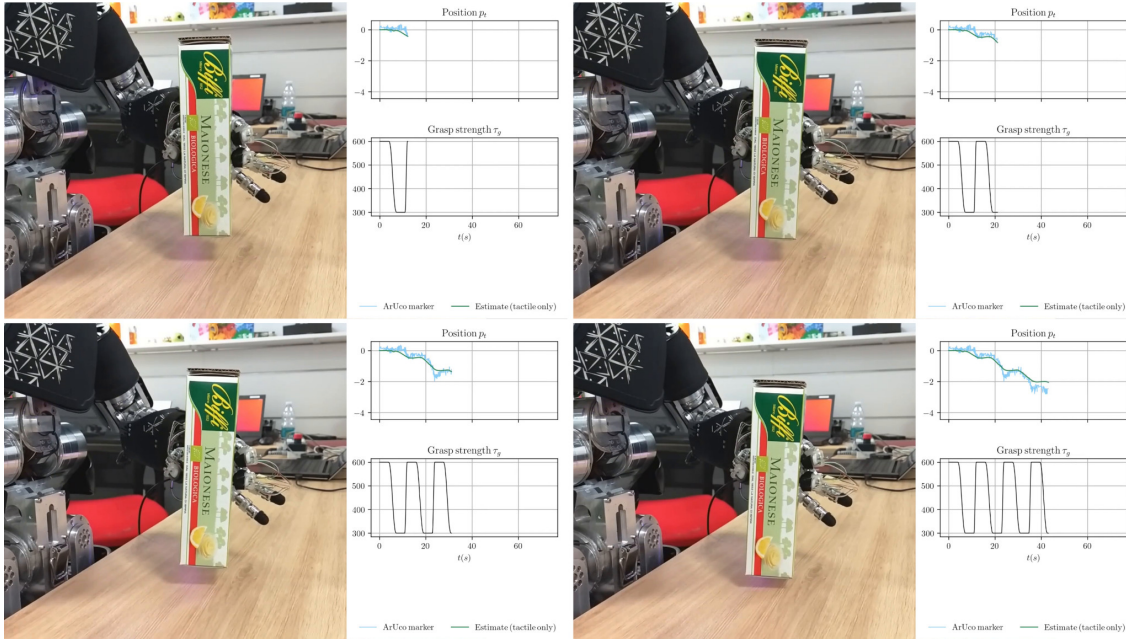 Position p_t
0
−2
−4
Grasp strength τ_g
600
500
400
300
0
20
40
60
t(s)
ArUco marker
Estimate (tactile only)
Biffi
MAIONESE
BIOLOGICA
Position p_t
0
−2
−4
Grasp strength τ_g
600
500
400
300
0
20
40
60
t(s)
ArUco marker
Estimate (tactile only)
Biffi
MAIONESE
BIOLOGICA
Position p_t
0
−2
−4
Grasp strength τ_g
600
500
400
300
0
20
40
60
t(s)
ArUco marker
Estimate (tactile only)
Biffi
MAIONESE
BIOLOGICA
Position p_t
0
−2
−4
Grasp strength τ_g
600
500
400
300
0
20
40
60
t(s)
ArUco marker
Estimate (tactile only)
Biffi
MAIONESE
BIOLOGICA